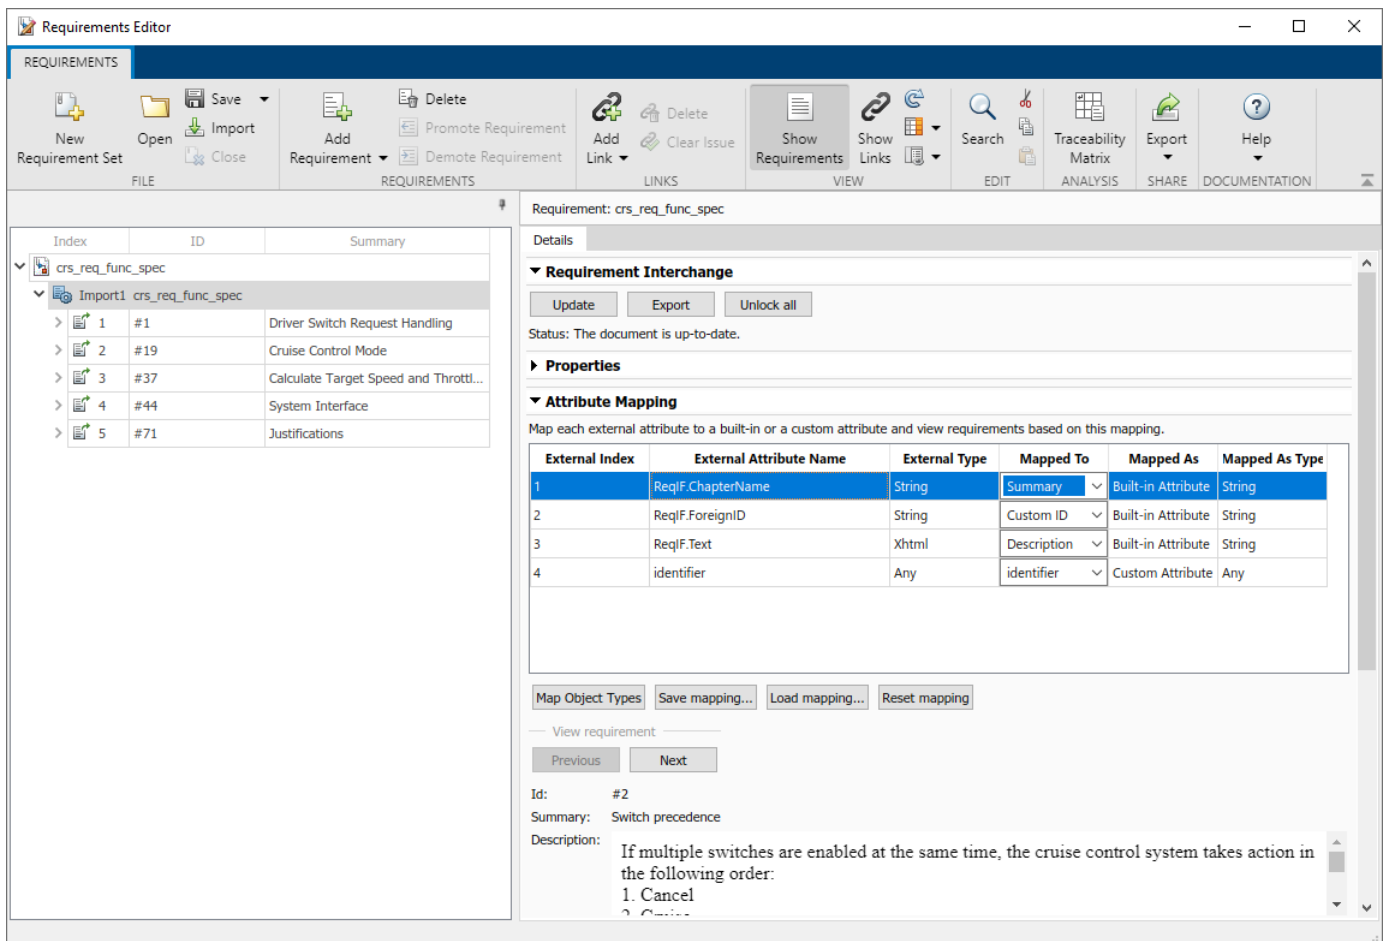 Requirements Editor
REQUIREMENTS
New Requirement Set
Open
Save
Import
Close
FILE
Add Requirement
Delete
Promote Requirement
Demote Requirement
REQUIREMENTS
Add Link
Delete
Clear Issue
LINKS
Show Requirements
Show Links
VIEW
Search
EDIT
Traceability Matrix
ANALYSIS
Export
SHARE
Help
DOCUMENTATION
Index ID Summary
crs_req_func_spec
Import1 crs_req_func_spec
1 #1 Driver Switch Request Handling
2 #19 Cruise Control Mode
3 #37 Calculate Target Speed and Throttl...
4 #44 System Interface
5 #71 Justifications
Requirement: crs_req_func_spec
Details
Requirement Interchange
Update Export Unlock all
Status: The document is up-to-date.
Properties
Attribute Mapping
Map each external attribute to a built-in or a custom attribute and view requirements based on this mapping.
External Index External Attribute Name External Type Mapped To Mapped As Mapped As Type
1 ReqIF.ChapterName String Summary Built-in Attribute String
2 ReqIF.ForeignID String Custom ID Built-in Attribute String
3 ReqIF.Text Xhtml Description Built-in Attribute String
4 identifier Any identifier Custom Attribute Any
Map Object Types Save mapping... Load mapping... Reset mapping
View requirement
Previous Next
Id: #2
Summary: Switch precedence
Description: If multiple switches are enabled at the same time, the cruise control system takes action in
the following order:
1. Cancel
2. Cruise